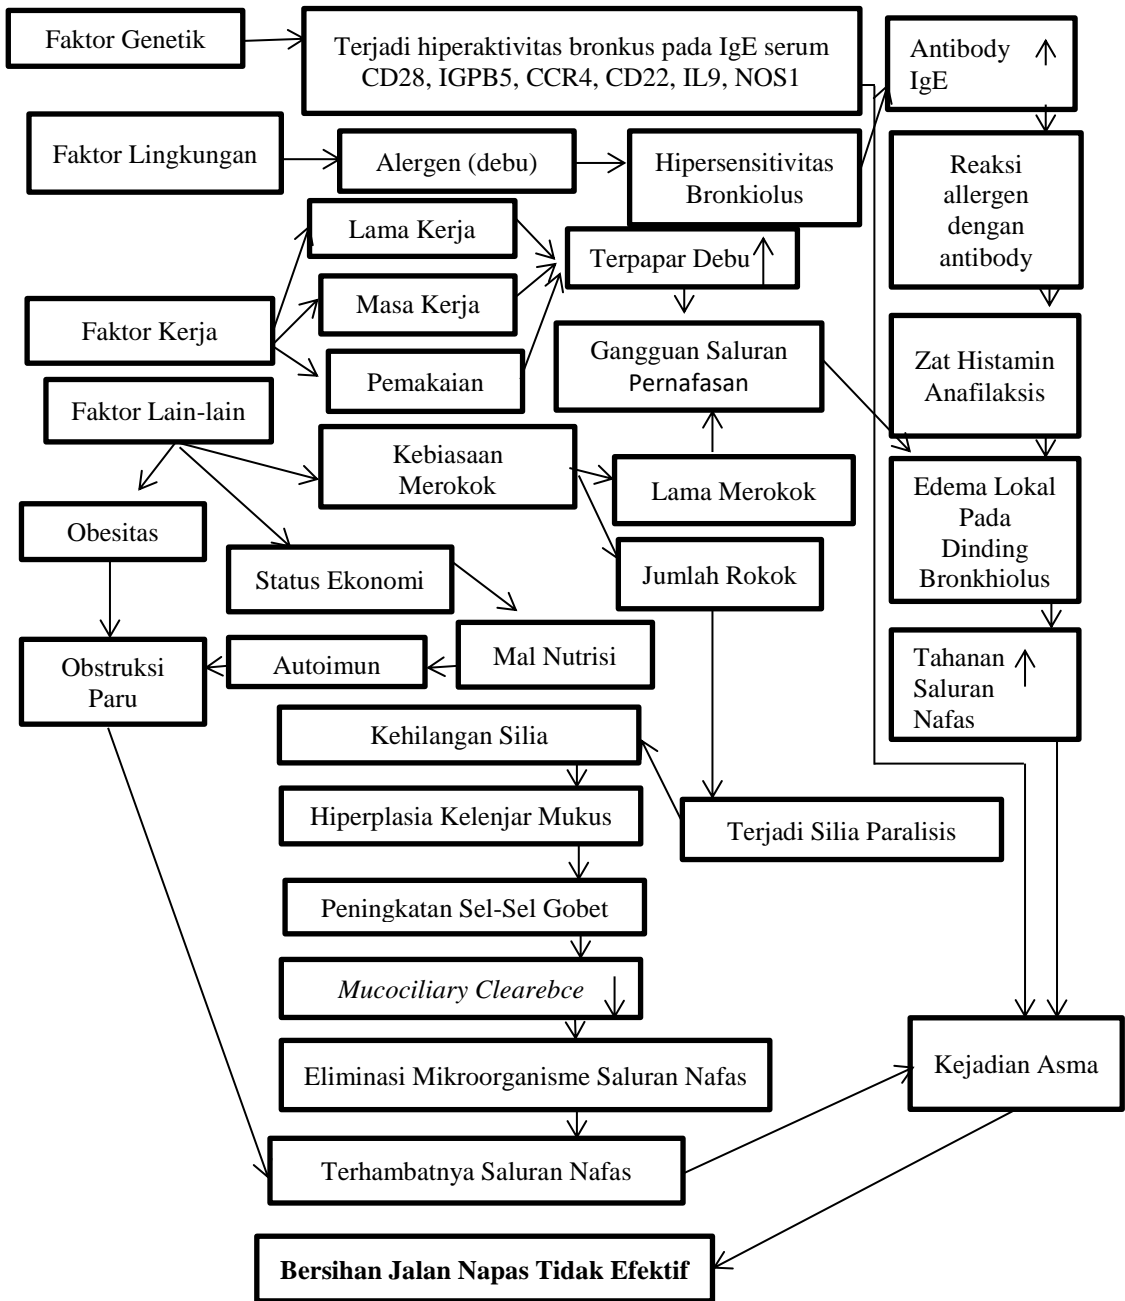 Faktor Genetik
Terjadi hiperaktivitas bronkus pada IgE serum
CD28, IGPB5, CCR4, CD22, IL9, NOS1
Antibody
IgE
Faktor Lingkungan
Alergen (debu)
Hipersensitivitas
Bronkiolus
Reaksi
allergen
dengan
antibody
Lama Kerja
Terpapar Debu
Masa Kerja
Faktor Kerja
Pemakaian
Gangguan Saluran
Pernafasan
Zat Histamin
Anafilaksis
Faktor Lain-lain
Kebiasaan
Merokok
Lama Merokok
Edema Lokal
Pada
Dinding
Bronkhiolus
Obesitas
Status Ekonomi
Jumlah Rokok
Obstruksi
Paru
Autoimun
Mal Nutrisi
Tahanan
Saluran
Nafas
Kehilangan Silia
Hiperplasia Kelenjar Mukus
Terjadi Silia Paralisis
Peningkatan Sel-Sel Gobet
Mucociliary Clearebce
Eliminasi Mikroorganisme Saluran Nafas
Kejadian Asma
Terhambatnya Saluran Nafas
Bersihan Jalan Napas Tidak Efektif